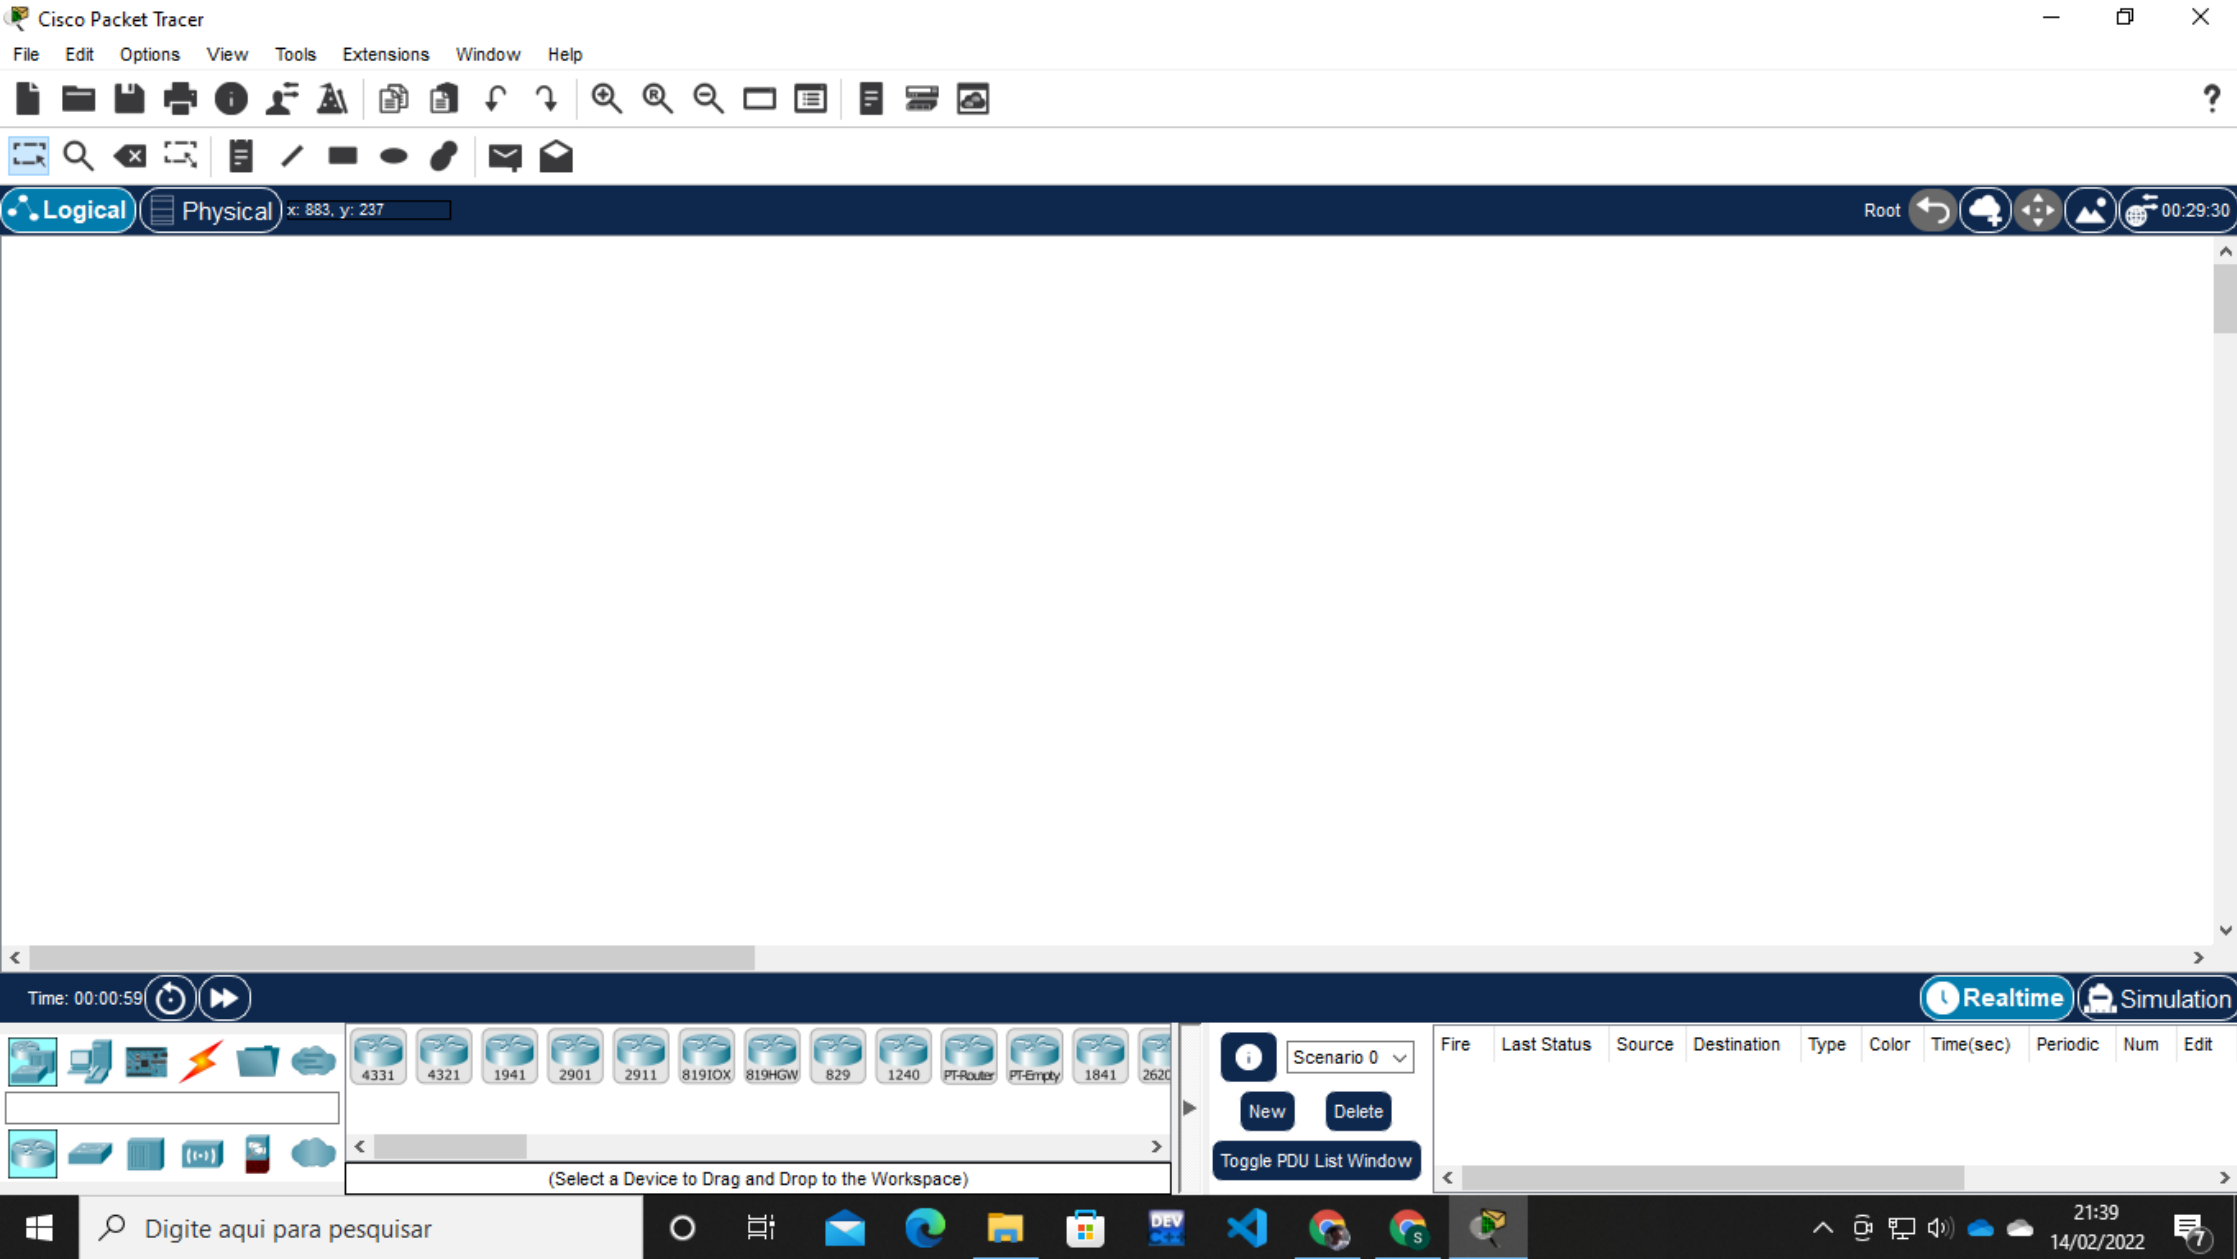 Cisco Packet Tracer
File Edit Options View Tools Extensions Window Help
Logical Physical x: 883, y: 237 Root 00:29:30
Time: 00:00:59 Realtime Simulation
4331 4321 1941 2901 2911 819IOX 819HGW 829 1240 PT-Router PT-Empty 1841 262
(Select a Device to Drag and Drop to the Workspace)
Scenario 0
New Delete
Toggle PDU List Window
Fire Last Status Source Destination Type Color Time(sec) Periodic Num Edit
Digite aqui para pesquisar
DEV
C++
S
21:39
14/02/2022
7